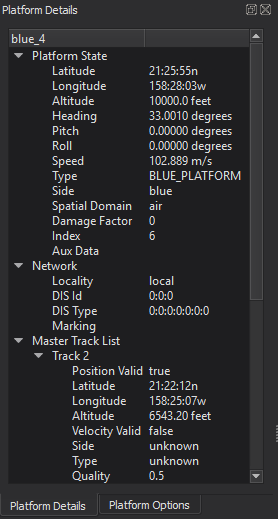 Platform Details
blue_4
Platform State
Latitude 21:25:55n
Longitude 158:28:03w
Altitude 10000.0 feet
Heading 33.0010 degrees
Pitch 0.00000 degrees
Roll 0.00000 degrees
Speed 102.889 m/s
Type BLUE_PLATFORM
Side blue
Spatial Domain air
Damage Factor 0
Index 6
Aux Data
Network
Locality local
DIS Id 0:0:0
DIS Type 0:0:0:0:0:0:0
Marking
Master Track List
Track 2
Position Valid true
Latitude 21:22:12n
Longitude 158:25:07w
Altitude 6543.20 feet
Velocity Valid false
Side unknown
Type unknown
Quality 0.5
Platform Details Platform Options